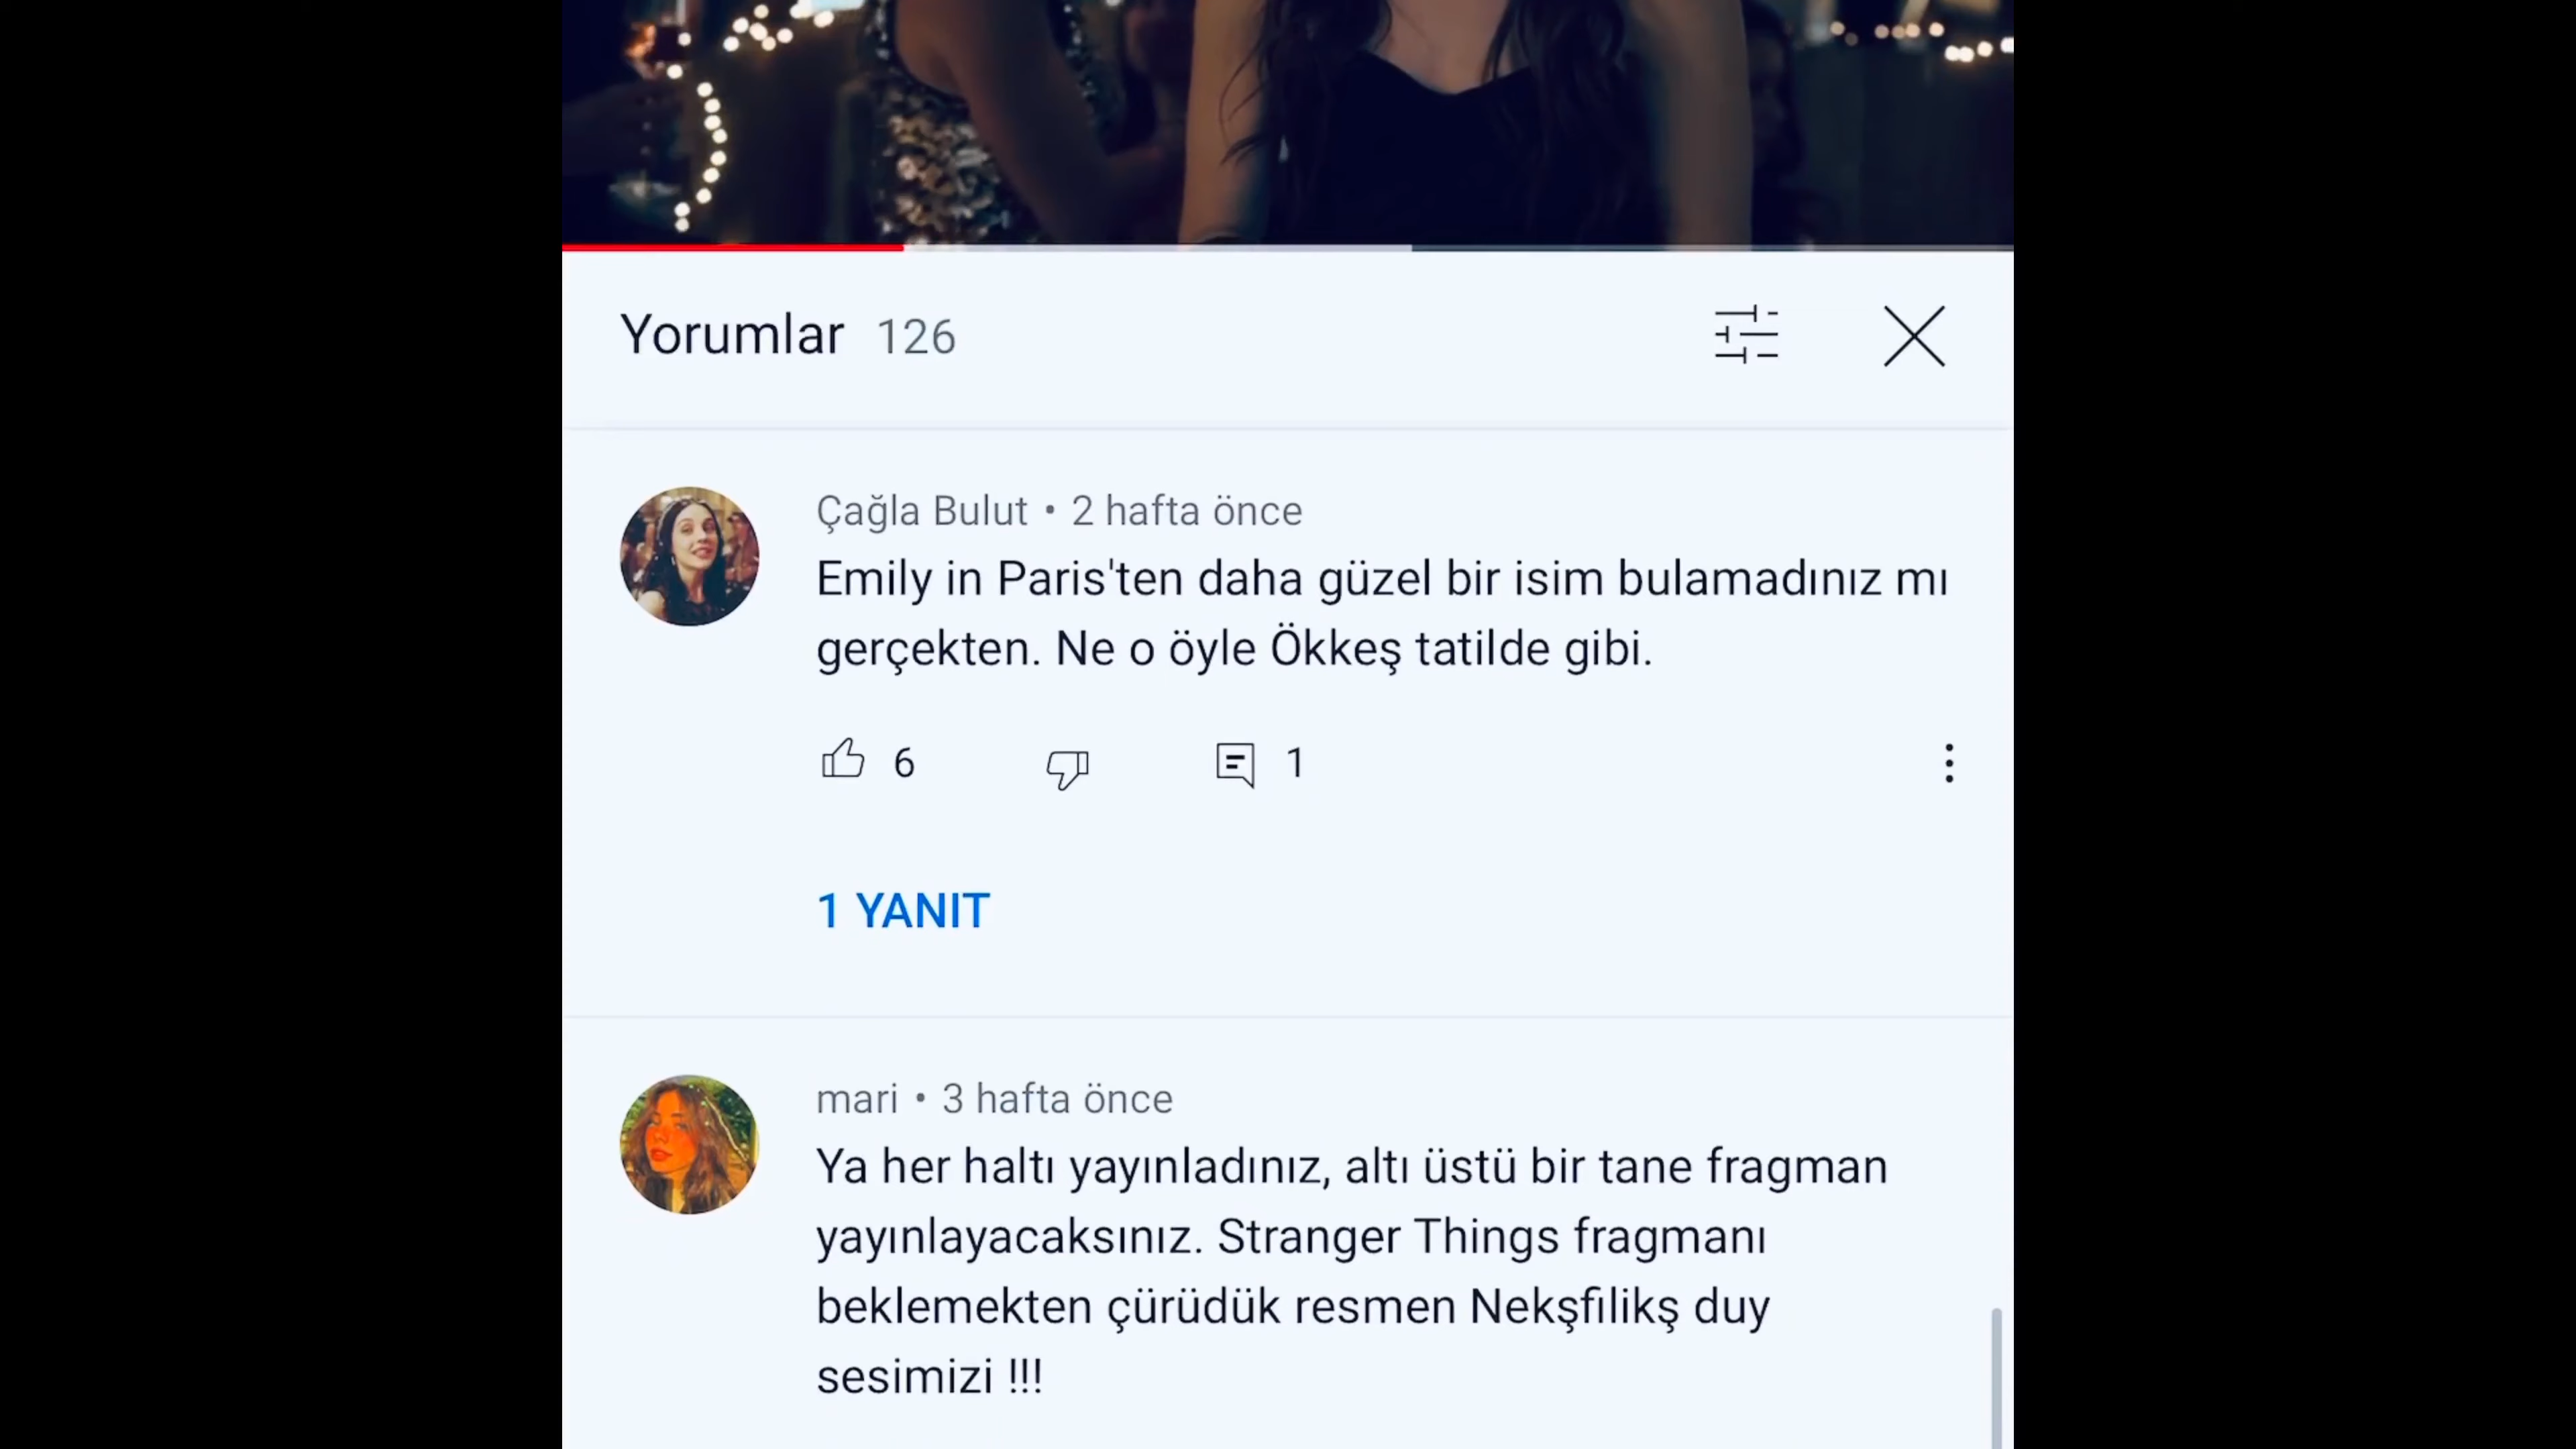 Yorumlar 126
Çağla Bulut • 2 hafta önce
Emily in Paris'ten daha güzel bir isim bulamadınız mı
gerçekten. Ne o öyle Ökkeş tatilde gibi.
6 1
1 YANIT
mari • 3 hafta önce
Ya her haltı yayınladınız, altı üstü bir tane fragman
yayınlayacaksınız. Stranger Things fragmanı
beklemekten çürüdük resmen Nekşfilikş duy
sesimizi !!!